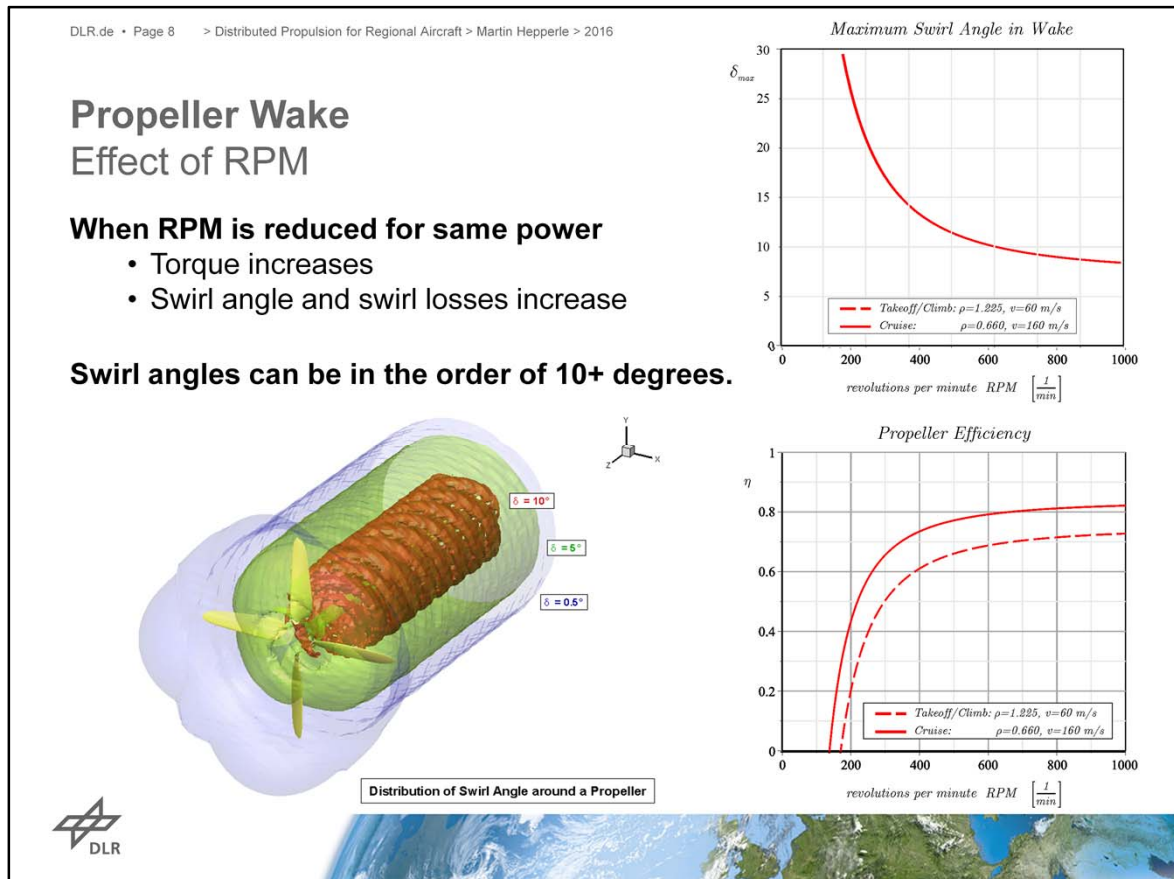 DLR.de • Page 8 > Distributed Propulsion for Regional Aircraft > Martin Hepperle > 2016
Propeller Wake
Effect of RPM
When RPM is reduced for same power
• Torque increases
• Swirl angle and swirl losses increase
Swirl angles can be in the order of 10+ degrees.
Y
Z
X
δ = 10°
δ = 5°
δ = 0.5°
Distribution of Swirl Angle around a Propeller
DLR
Maximum Swirl Angle in Wake
δmax
30
25
20
15
10
5
0
0 200 400 600 800 1000
Takeoff/Climb: ρ=1.225, v=60 m/s
Cruise: ρ=0.660, v=160 m/s
revolutions per minute RPM [1/min]
Propeller Efficiency
η
1
0.8
0.6
0.4
0.2
0
0 200 400 600 800 1000
Takeoff/Climb: ρ=1.225, v=60 m/s
Cruise: ρ=0.660, v=160 m/s
revolutions per minute RPM [1/min]